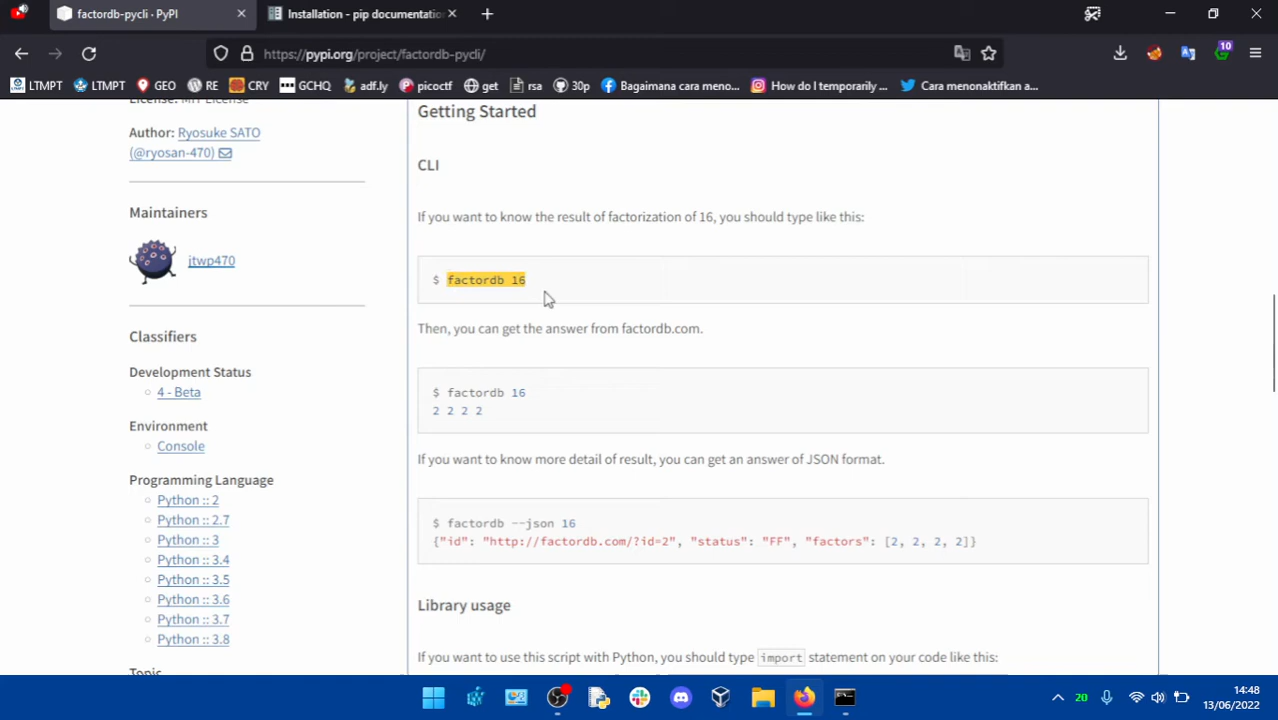 factordb-pycli · PyPI
Installation - pip documentation
https://pypi.org/project/factordb-pycli/
10
LTMPT
LTMPT
GEO
RE
CRY
GCHQ
adf.ly
picoctf
get
rsa
30p
Bagaimana cara meno...
How do I temporarily ...
Cara menonaktifkan a...
License: MIT License
Author: Ryosuke SATO
(@ryosan-470)
Maintainers
jtwp470
Classifiers
Development Status
4 - Beta
Environment
Console
Programming Language
Python :: 2
Python :: 2.7
Python :: 3
Python :: 3.4
Python :: 3.5
Python :: 3.6
Python :: 3.7
Python :: 3.8
Topic
Getting Started
CLI
If you want to know the result of factorization of 16, you should type like this:
$ factordb 16
Then, you can get the answer from factordb.com.
$ factordb 16
2 2 2 2
If you want to know more detail of result, you can get an answer of JSON format.
$ factordb --json 16
{"id": "http://factordb.com/?id=2", "status": "FF", "factors": [2, 2, 2, 2]}
Library usage
If you want to use this script with Python, you should type import statement on your code like this:
20
14:48
13/06/2022